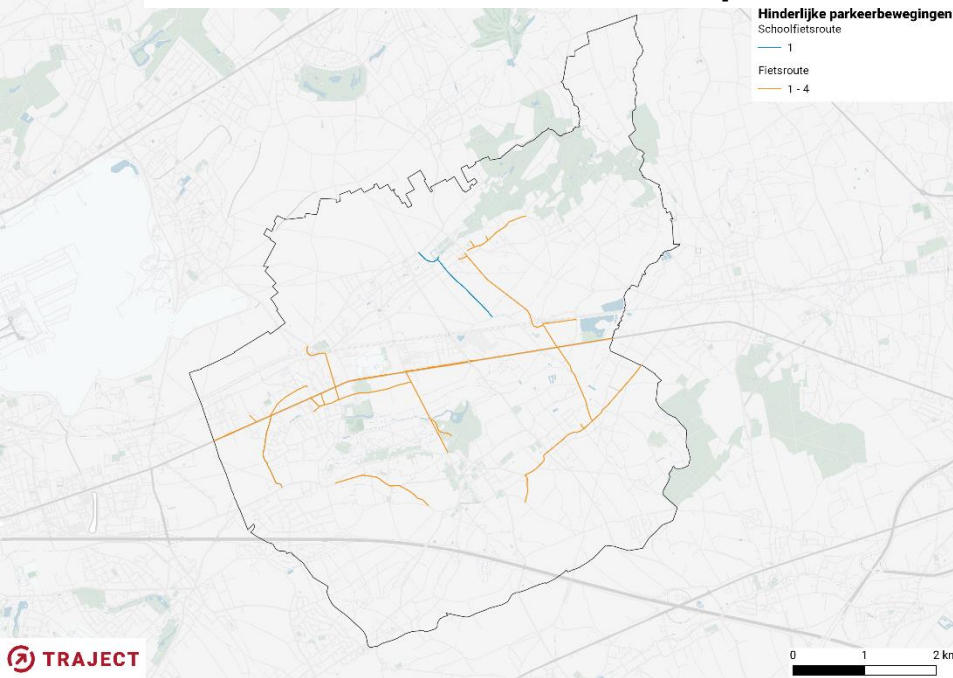 Hinderlijke parkeerbewegingen
Schoolfietsroute
1
Fietsroute
1 - 4
TRAJECT
0 1 2 km